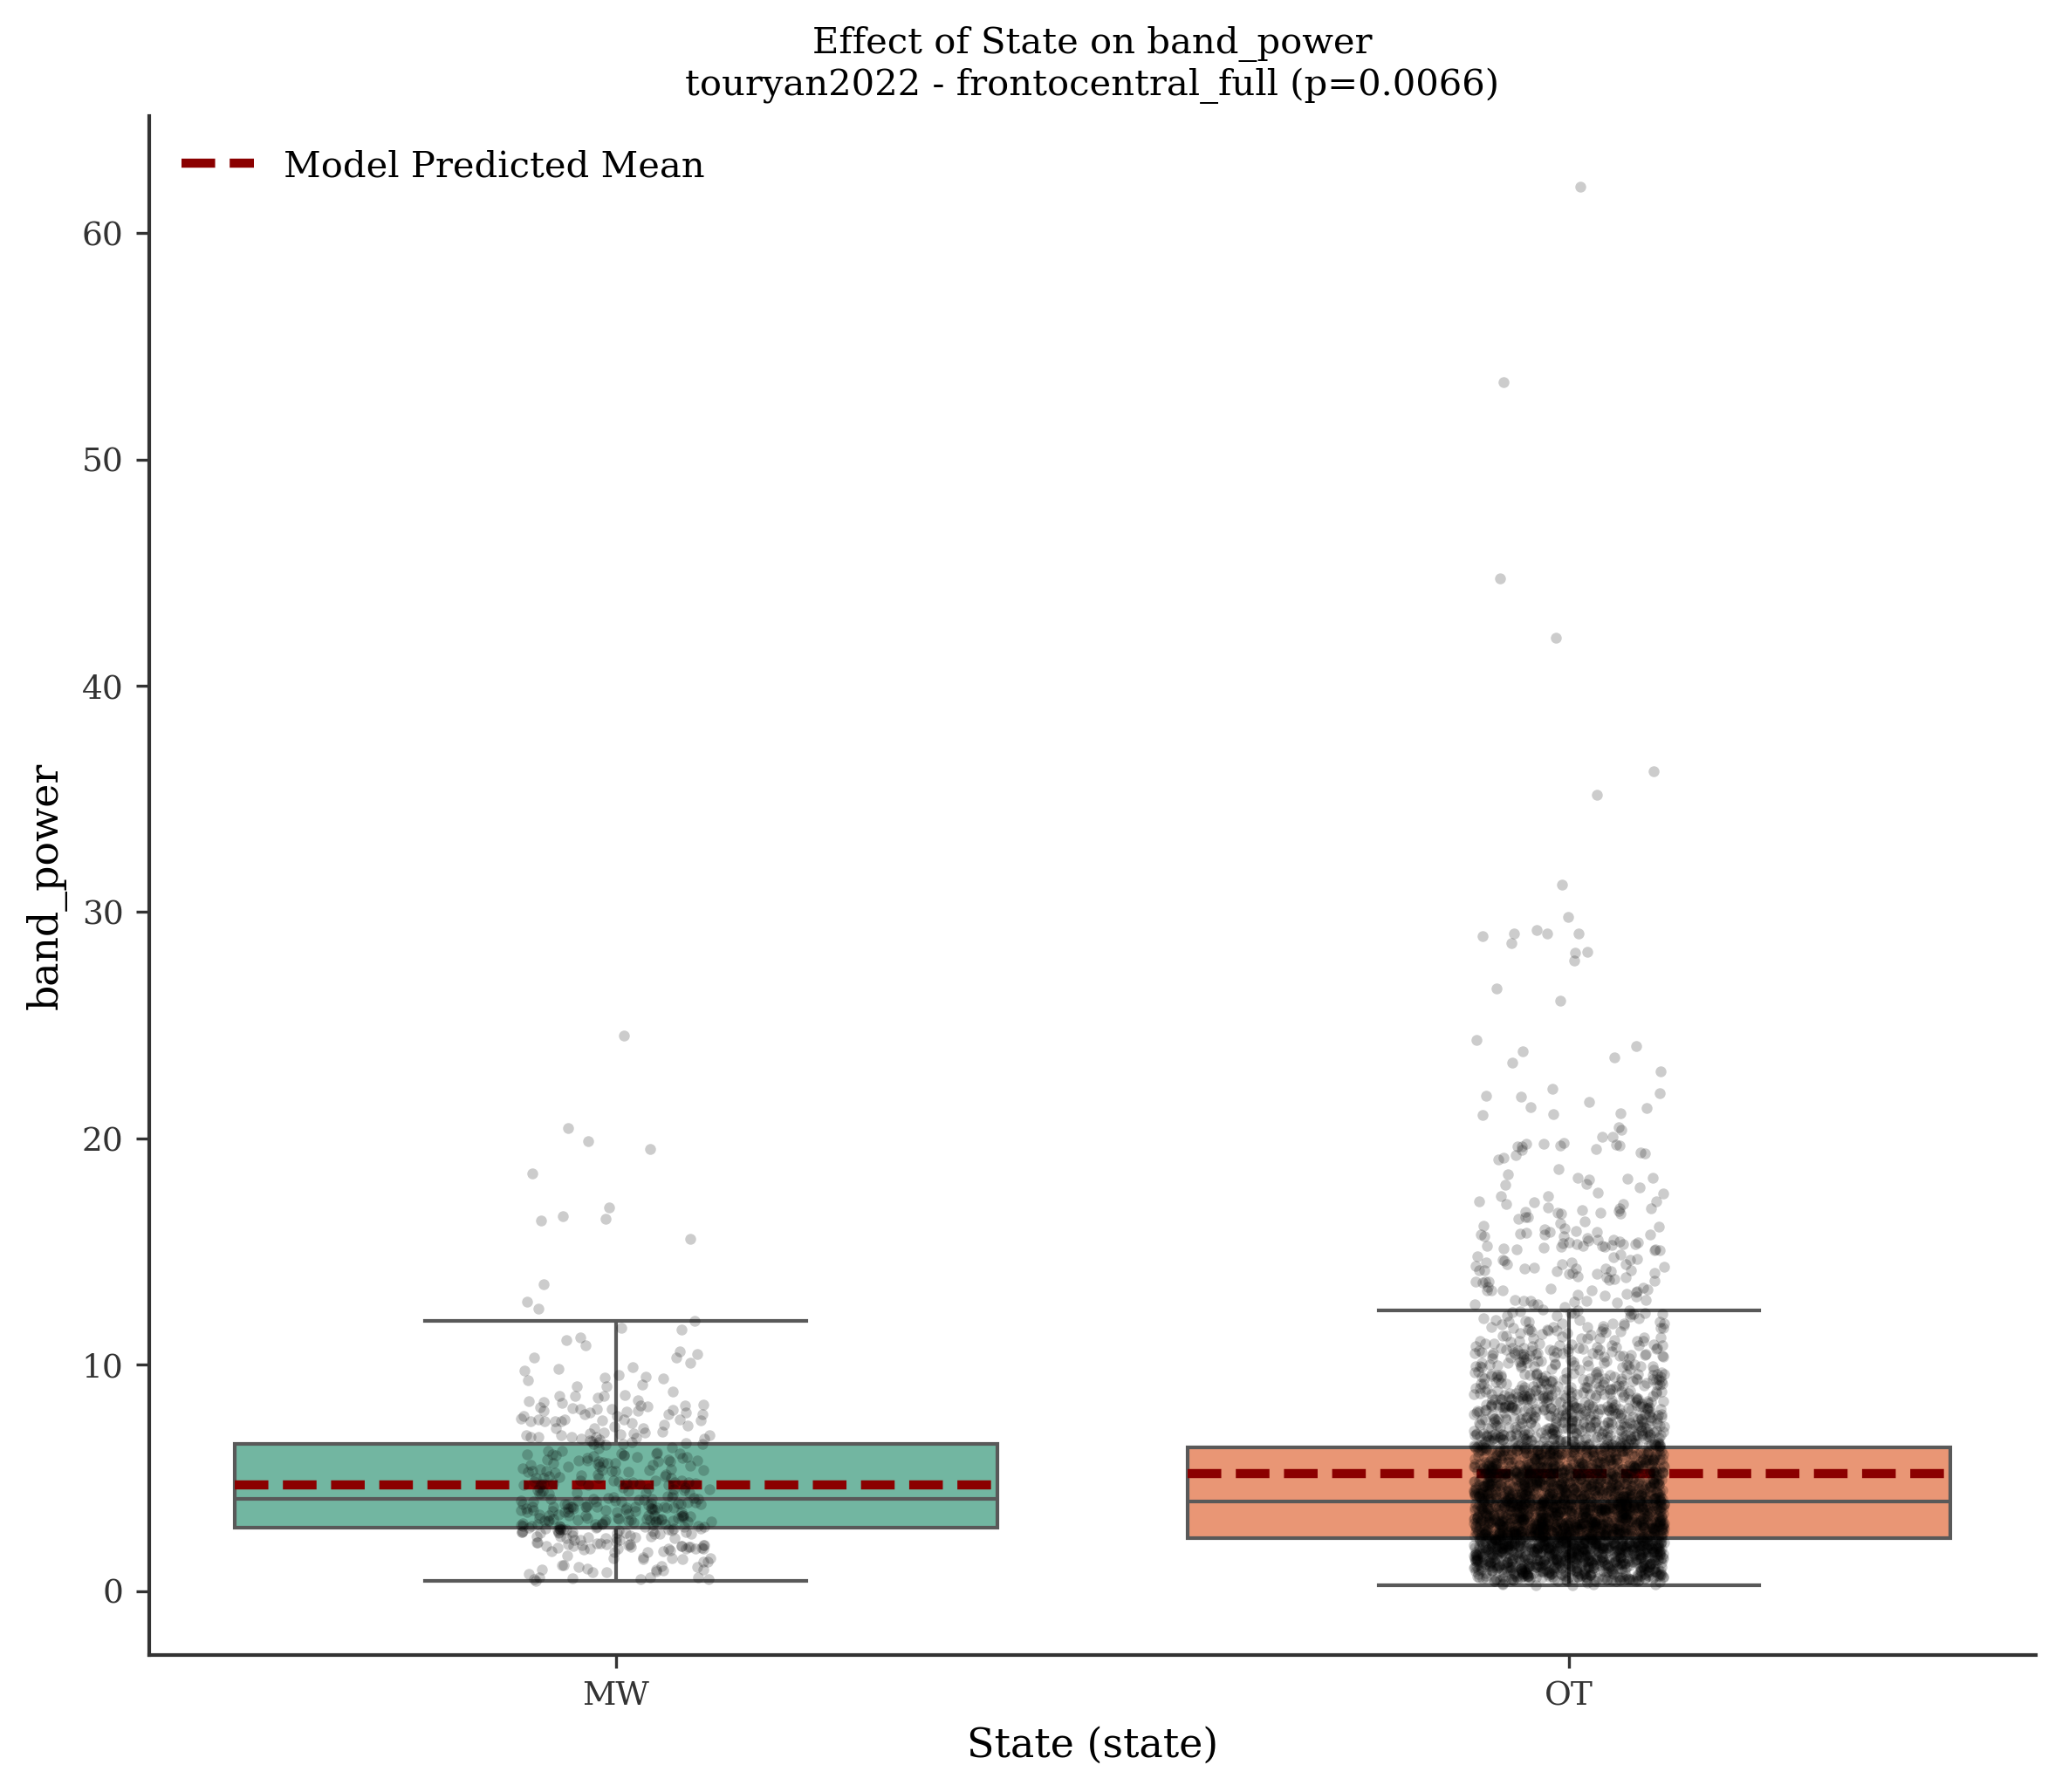 Effect of State on band_power
touryan2022 - frontocentral_full (p=0.0066)
Model Predicted Mean
band_power
60
50
40
30
20
10
0
MW
OT
State (state)